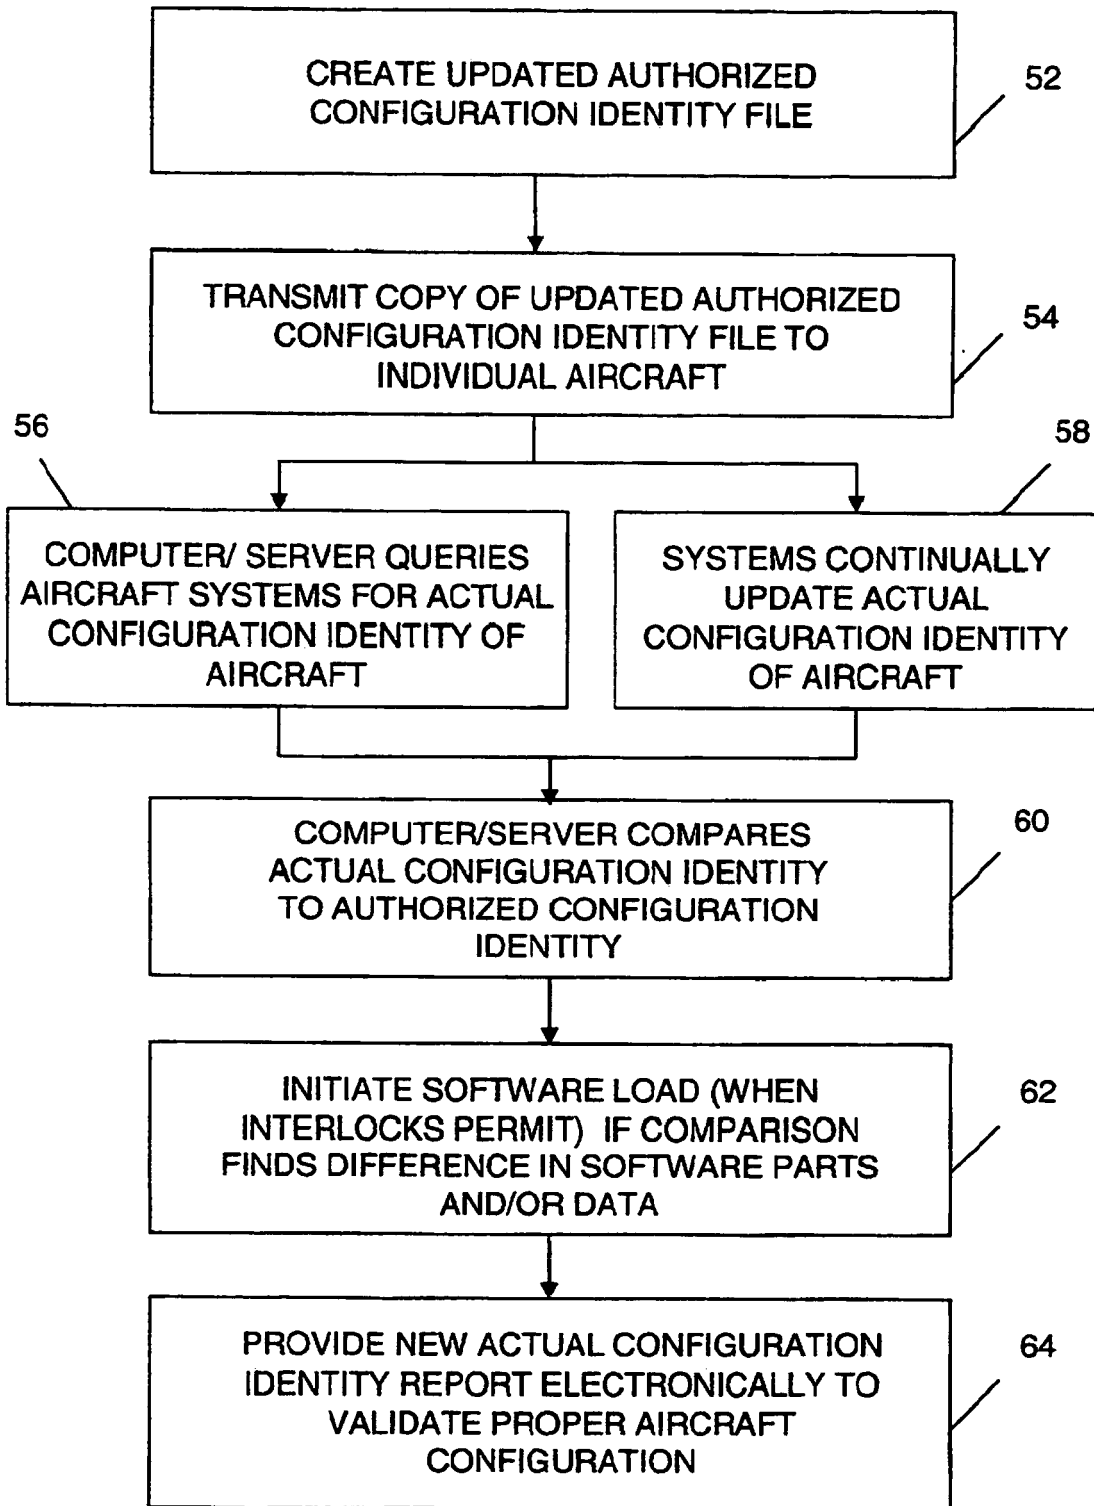 CREATE UPDATED AUTHORIZED
CONFIGURATION IDENTITY FILE
52
TRANSMIT COPY OF UPDATED AUTHORIZED
CONFIGURATION IDENTITY FILE TO
INDIVIDUAL AIRCRAFT
54
56
COMPUTER/ SERVER QUERIES
AIRCRAFT SYSTEMS FOR ACTUAL
CONFIGURATION IDENTITY OF
AIRCRAFT
58
SYSTEMS CONTINUALLY
UPDATE ACTUAL
CONFIGURATION IDENTITY
OF AIRCRAFT
COMPUTER/SERVER COMPARES
ACTUAL CONFIGURATION IDENTITY
TO AUTHORIZED CONFIGURATION
IDENTITY
60
INITIATE SOFTWARE LOAD (WHEN
INTERLOCKS PERMIT) IF COMPARISON
FINDS DIFFERENCE IN SOFTWARE PARTS
AND/OR DATA
62
PROVIDE NEW ACTUAL CONFIGURATION
IDENTITY REPORT ELECTRONICALLY TO
VALIDATE PROPER AIRCRAFT
CONFIGURATION
64